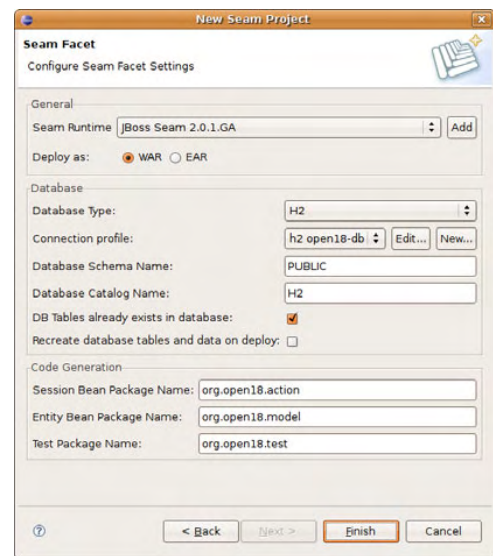 New Seam Project
Seam Facet
Configure Seam Facet Settings
General
Seam Runtime JBoss Seam 2.0.1.GA Add
Deploy as: WAR EAR
Database
Database Type: H2
Connection profile: h2 open18-db Edit... New...
Database Schema Name: PUBLIC
Database Catalog Name: H2
DB Tables already exists in database:
Recreate database tables and data on deploy:
Code Generation
Session Bean Package Name: org.open18.action
Entity Bean Package Name: org.open18.model
Test Package Name: org.open18.test
? < Back Next > Finish Cancel